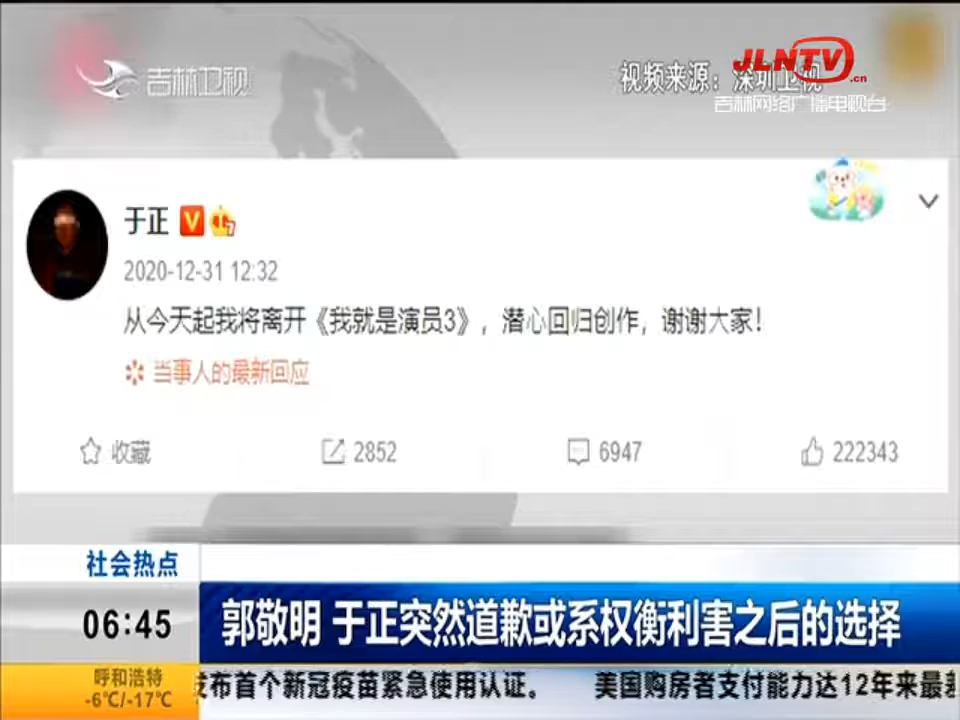 吉林卫视
视频来源：深圳卫视
JLNTV.cn
吉林网络广播电视台
于正
2020-12-31 12:32
从今天起我将离开《我就是演员3》，潜心回归创作，谢谢大家！
当事人的最新回应
收藏
2852
6947
222343
社会热点
06:45
郭敬明 于正突然道歉或系权衡利害之后的选择
呼和浩特
-6℃/-17℃
布首个新冠疫苗紧急使用认证。 美国购房者支付能力达12年来最